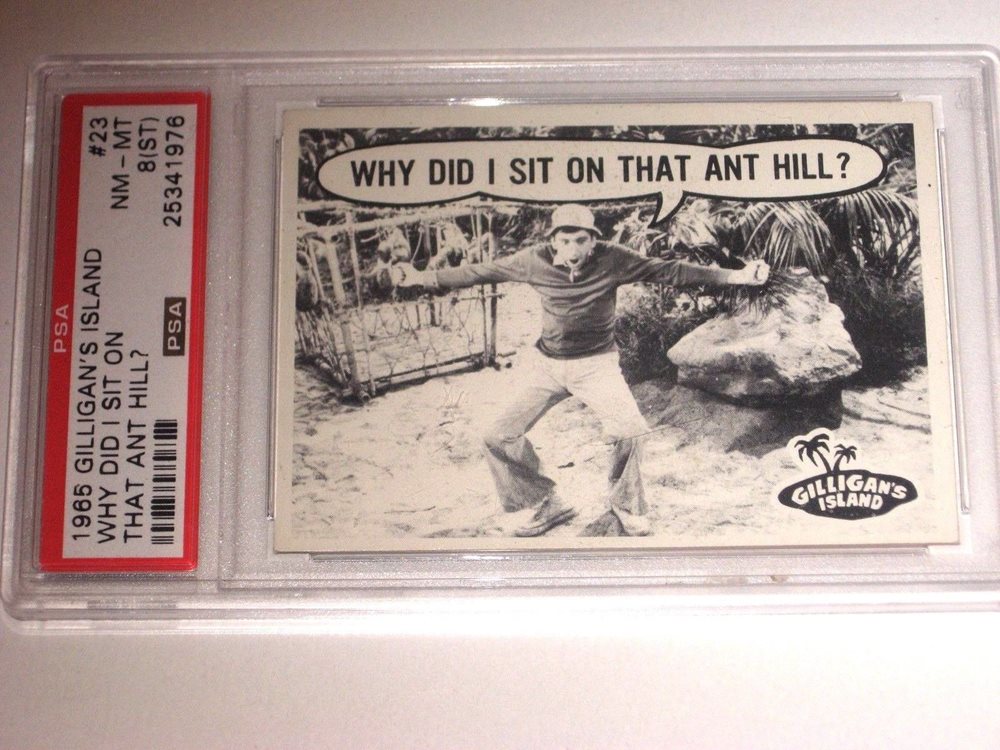 1965 GILLIGAN'S ISLAND #23
WHY DID I SIT ON NM - MT
THAT ANT HILL? 8(ST)
25341976
PSA
PSA
WHY DID I SIT ON THAT ANT HILL?
GILLIGAN'S
ISLAND